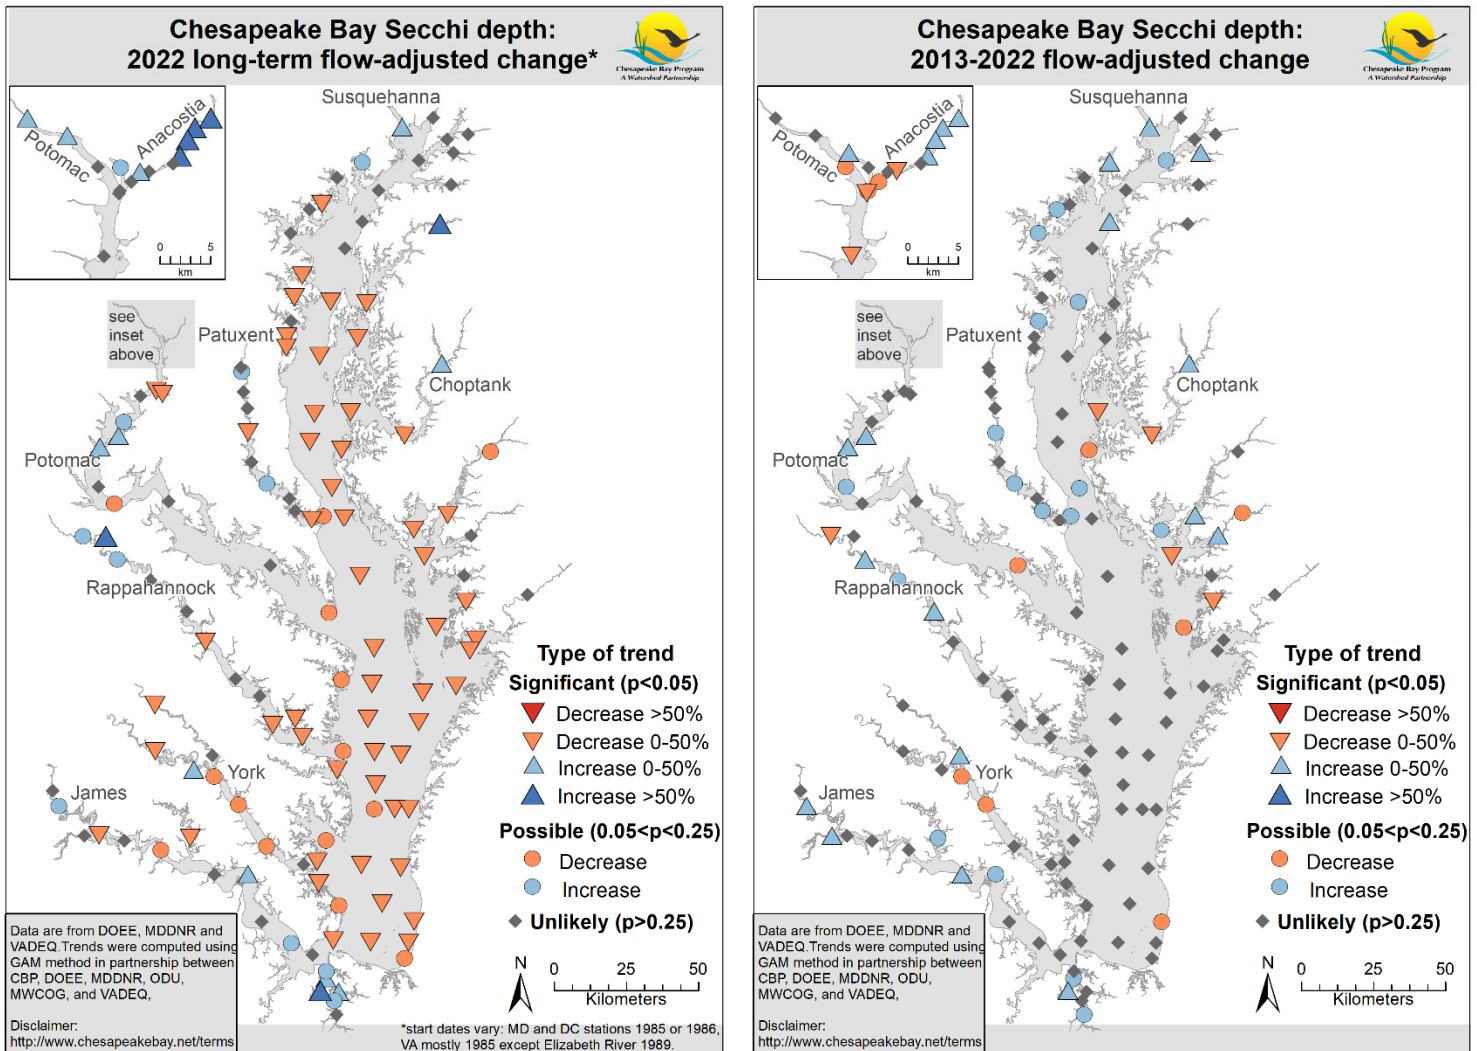 Chesapeake Bay Secchi depth:
2022 long-term flow-adjusted change*
Chesapeake Bay Program
A Watershed Partnership
Susquehanna
Anacostia
Potomac
0 5
km
see
inset
above
Patuxent
Choptank
Potomac
Rappahannock
York
James
Type of trend
Significant (p<0.05)
Decrease >50%
Decrease 0-50%
Increase 0-50%
Increase >50%
Possible (0.05<p<0.25)
Decrease
Increase
Unlikely (p>0.25)
N
0 25 50
Kilometers
Data are from DOEE, MDDNR and
VADEQ.Trends were computed using
GAM method in partnership between
CBP, DOEE, MDDNR, ODU,
MWCOG, and VADEQ,
Disclaimer:
http://www.chesapeakebay.net/terms
*start dates vary: MD and DC stations 1985 or 1986,
VA mostly 1985 except Elizabeth River 1989.
Chesapeake Bay Secchi depth:
2013-2022 flow-adjusted change
Chesapeake Bay Program
A Watershed Partnership
Susquehanna
Anacostia
Potomac
0 5
km
see
inset
above
Patuxent
Choptank
Potomac
Rappahannock
York
James
Type of trend
Significant (p<0.05)
Decrease >50%
Decrease 0-50%
Increase 0-50%
Increase >50%
Possible (0.05<p<0.25)
Decrease
Increase
Unlikely (p>0.25)
N
0 25 50
Kilometers
Data are from DOEE, MDDNR and
VADEQ.Trends were computed using
GAM method in partnership between
CBP, DOEE, MDDNR, ODU,
MWCOG, and VADEQ,
Disclaimer:
http://www.chesapeakebay.net/terms